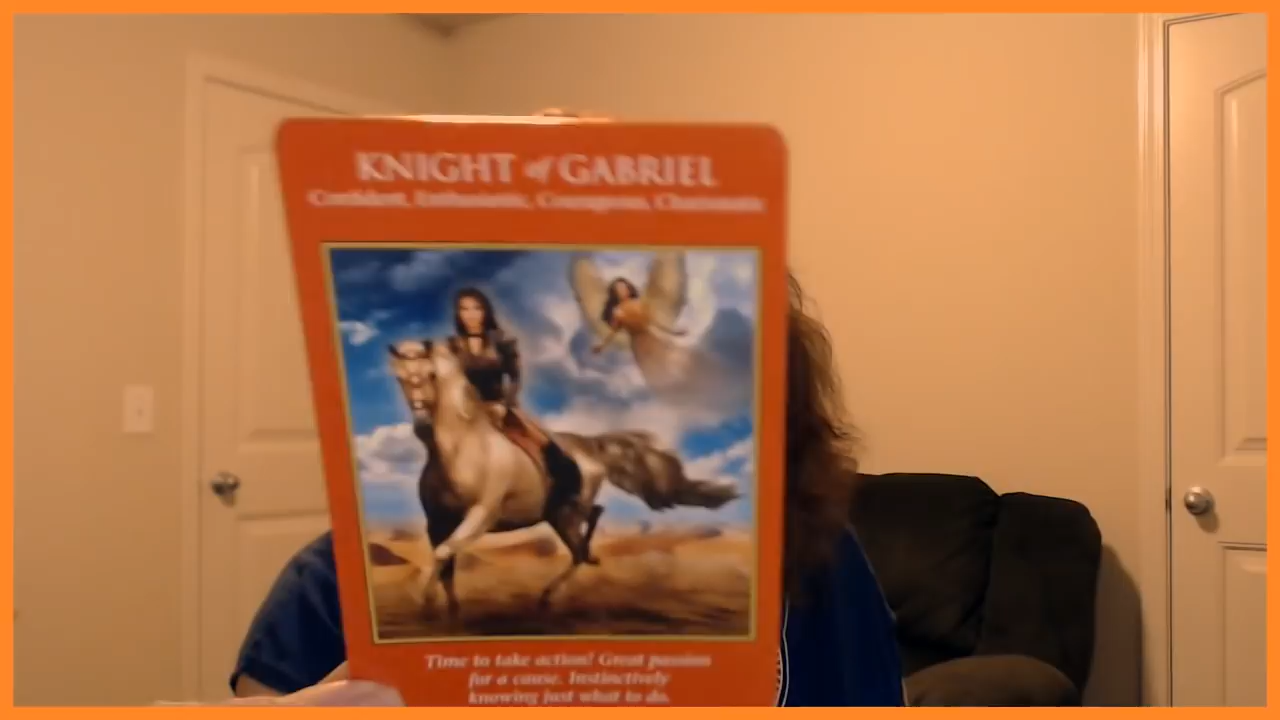 KNIGHT of GABRIEL
Confident, Enthusiastic, Courageous, Charismatic
Time to take action! Great passion
for a cause. Instinctively
knowing just what to do.